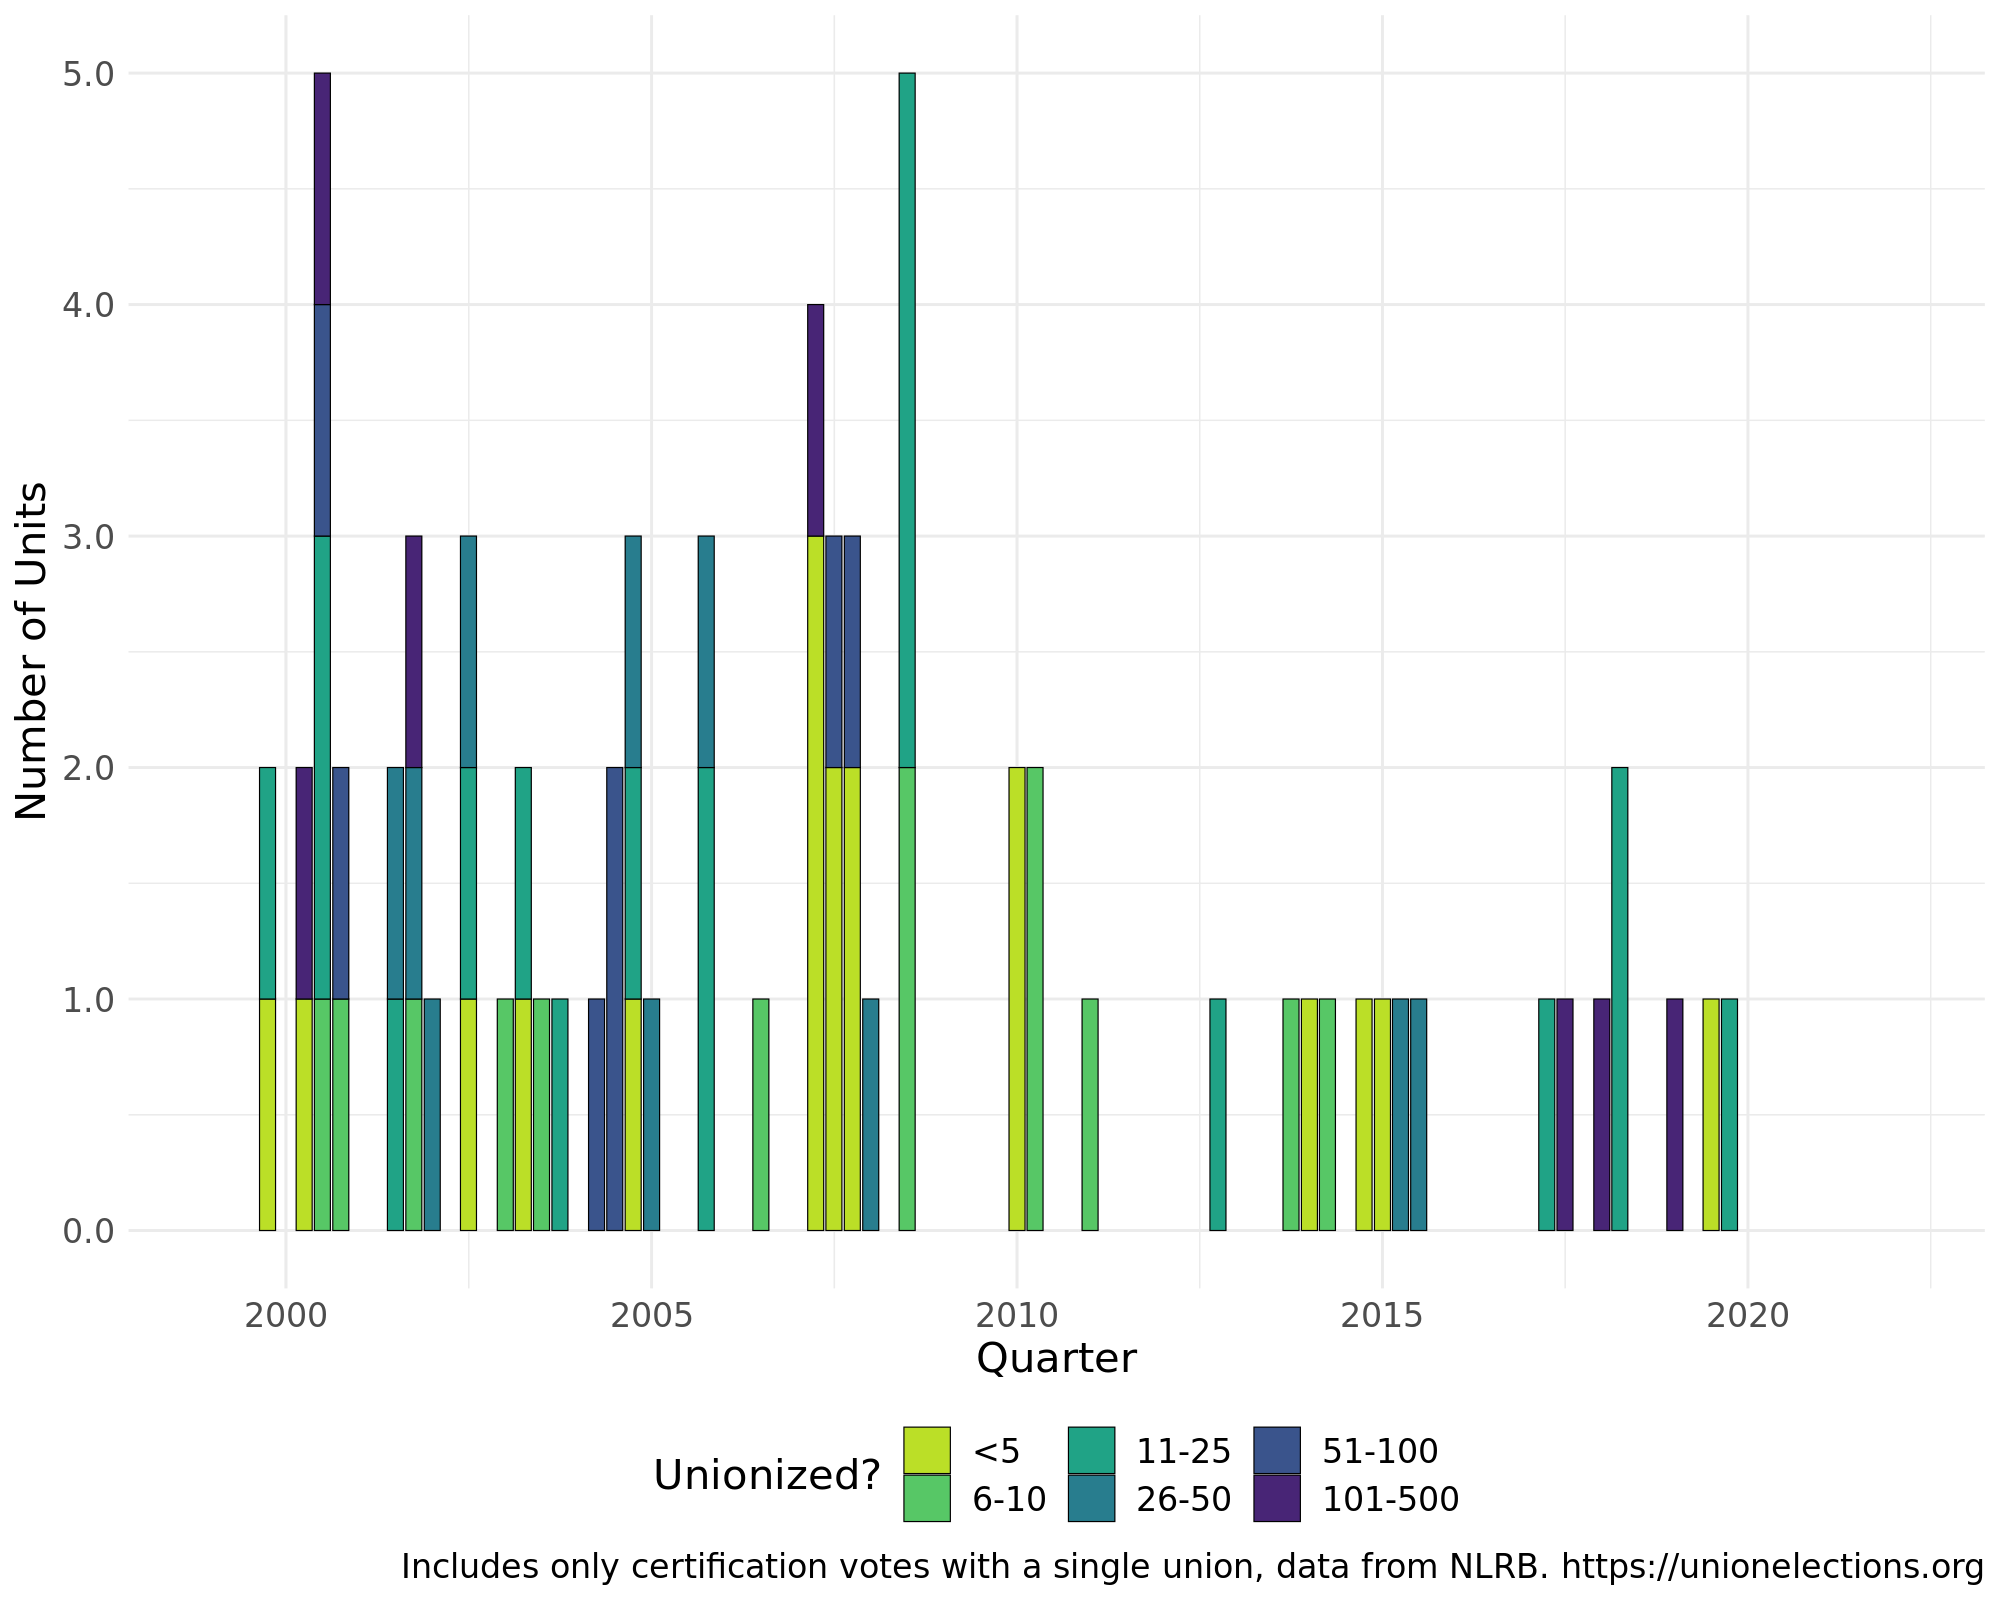 5.0
4.0
3.0
2.0
1.0
0.0
Number of Units
2000 2005 2010 2015 2020
Quarter
Unionized?
<5 11-25 51-100
6-10 26-50 101-500
Includes only certification votes with a single union, data from NLRB. https://unionelections.org